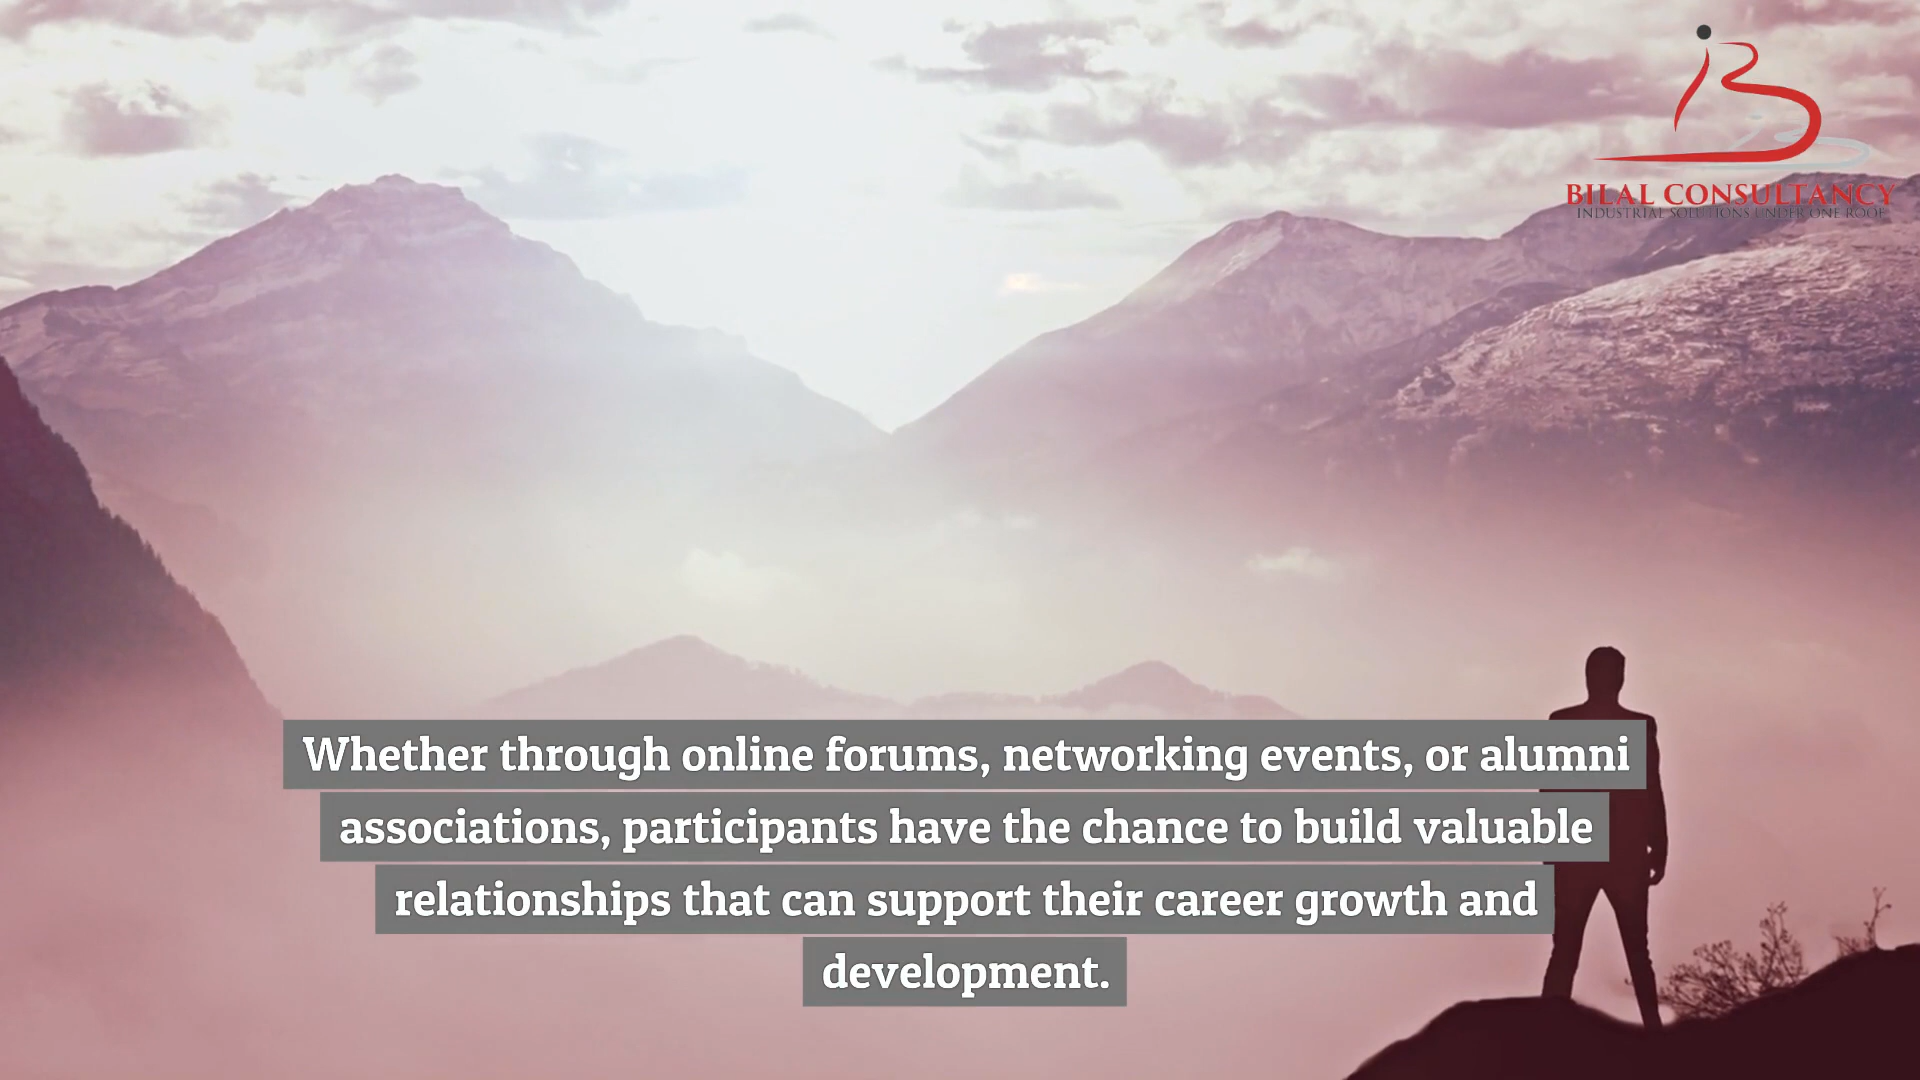 BILAL CONSULTANCY
INDUSTRIAL SOLUTIONS UNDER ONE ROOF
Whether through online forums, networking events, or alumni
associations, participants have the chance to build valuable
relationships that can support their career growth and
development.